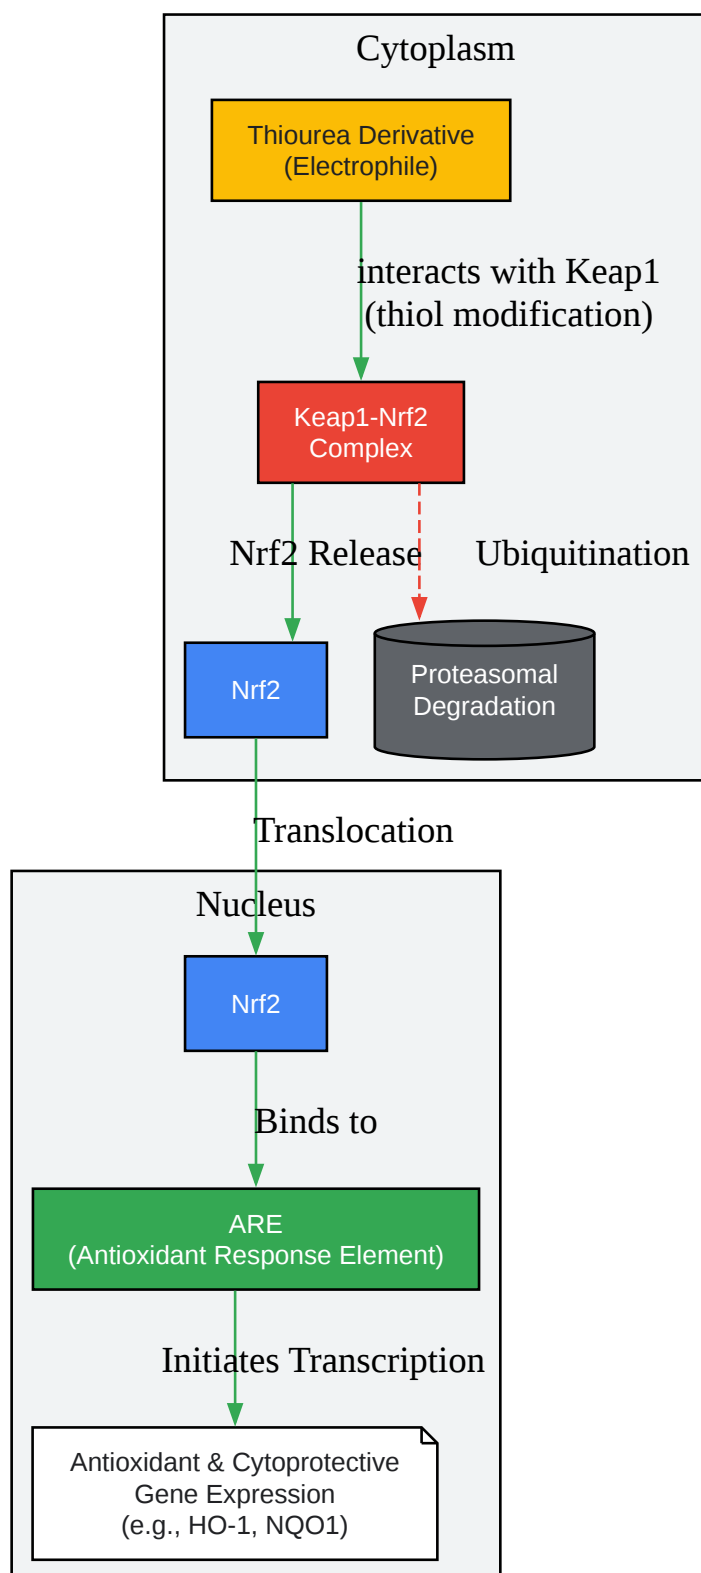 Cytoplasm
Thiourea Derivative
(Electrophile)
interacts with Keap1
(thiol modification)
Keap1-Nrf2
Complex
Nrf2 Release
Ubiquitination
Nrf2
Proteasomal
Degradation
Translocation
Nucleus
Nrf2
Binds to
ARE
(Antioxidant Response Element)
Initiates Transcription
Antioxidant & Cytoprotective
Gene Expression
(e.g., HO-1, NQO1)